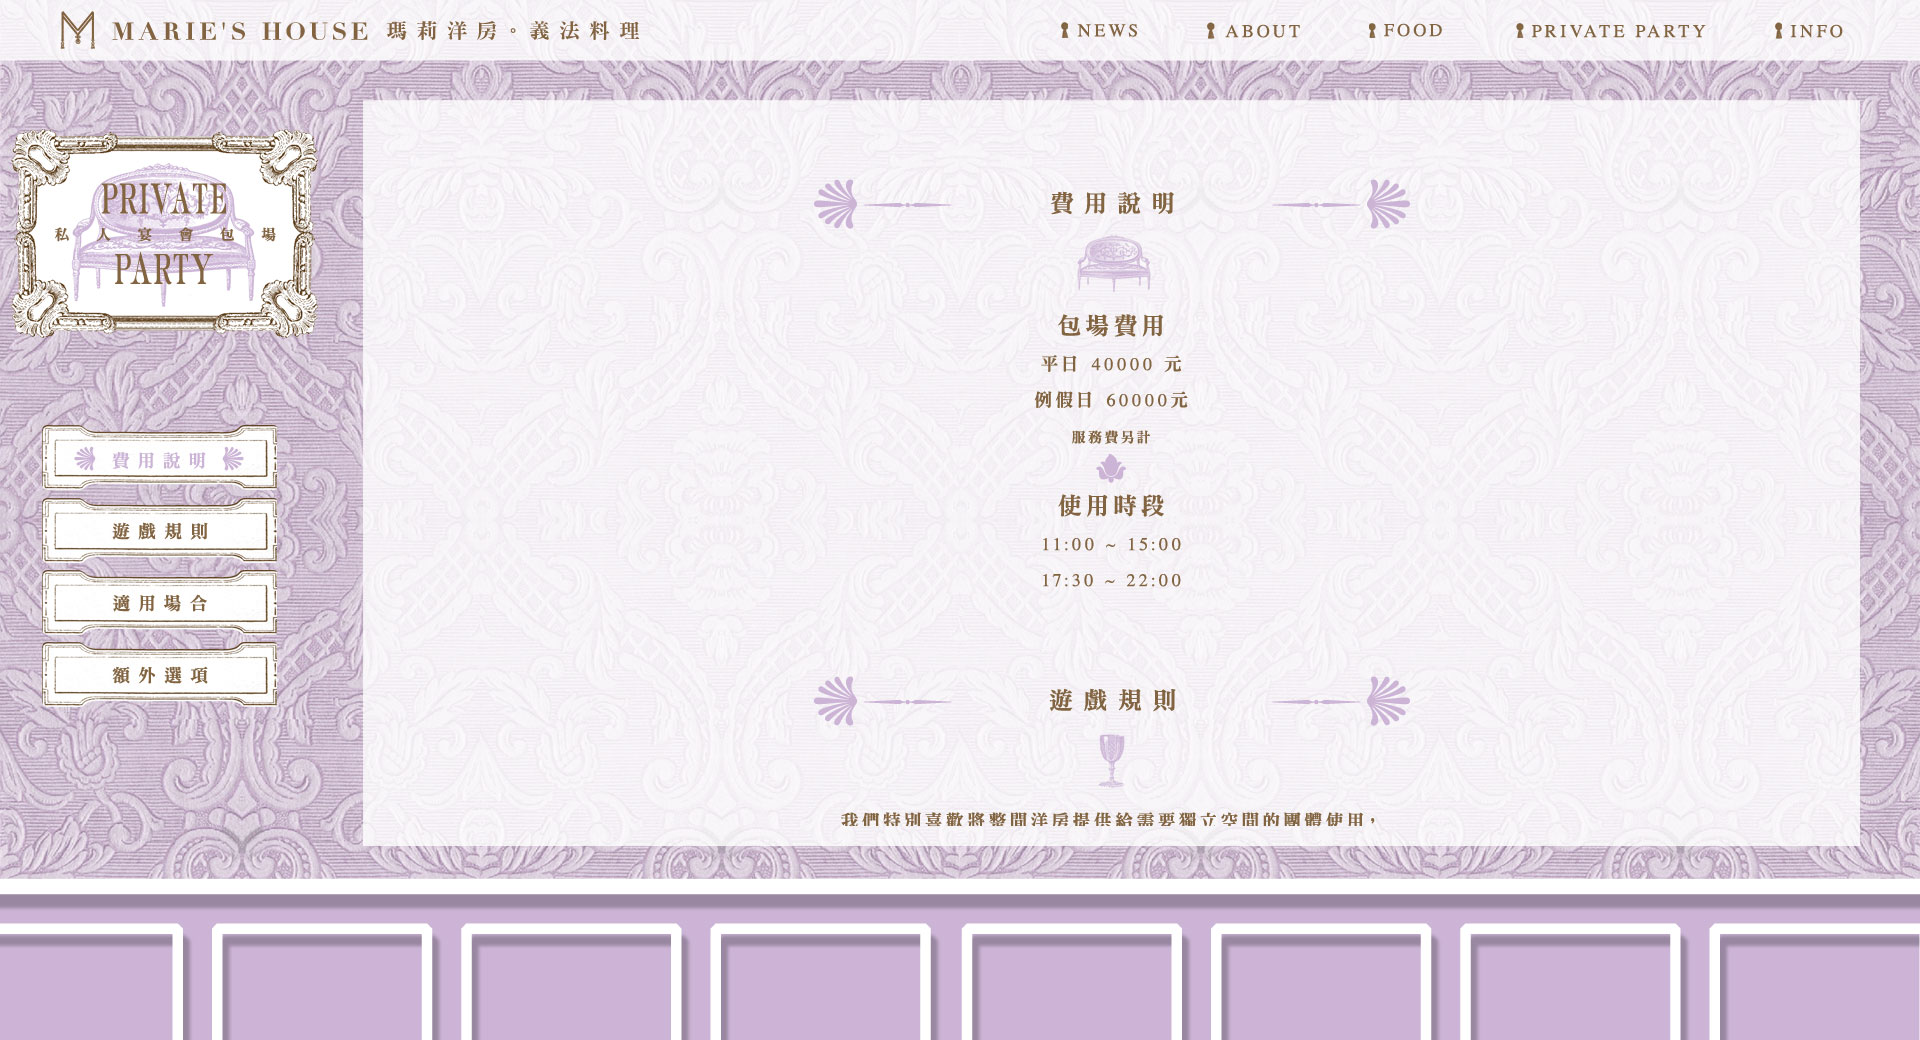 MARIE'S HOUSE 瑪莉洋房。義法料理
NEWS
ABOUT
FOOD
PRIVATE PARTY
INFO
PRIVATE
私人宴會包場
PARTY
費用說明
遊戲規則
適用場合
額外選項
費用說明
包場費用
平日 40000 元
例假日 60000元
服務費另計
使用時段
11:00 ~ 15:00
17:30 ~ 22:00
遊戲規則
我們特別喜歡將整間洋房提供給需要獨立空間的團體使用，